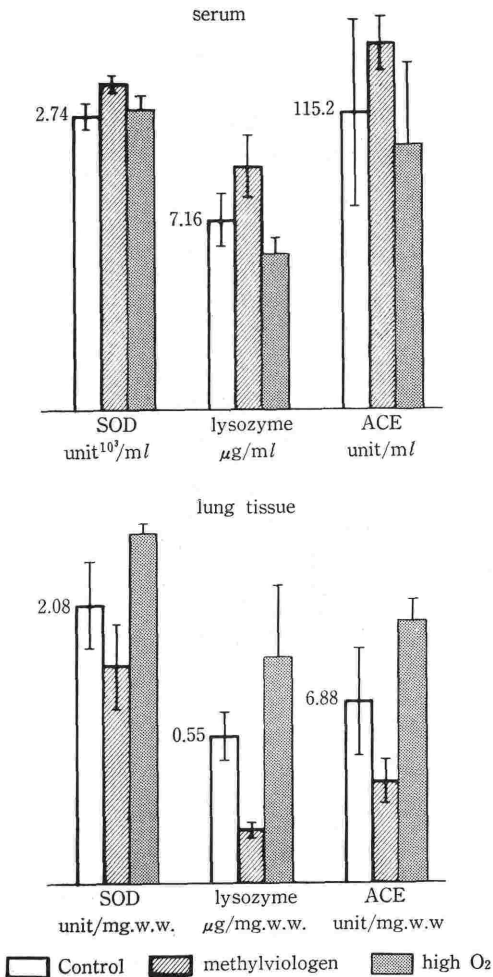 serum
2.74
7.16
115.2
SOD lysozyme ACE
unit¹⁰³/ml μg/ml unit/ml
lung tissue
2.08
0.55
6.88
SOD lysozyme ACE
unit/mg.w.w. μg/mg.w.w. unit/mg.w.w
Control methylviologen high O₂